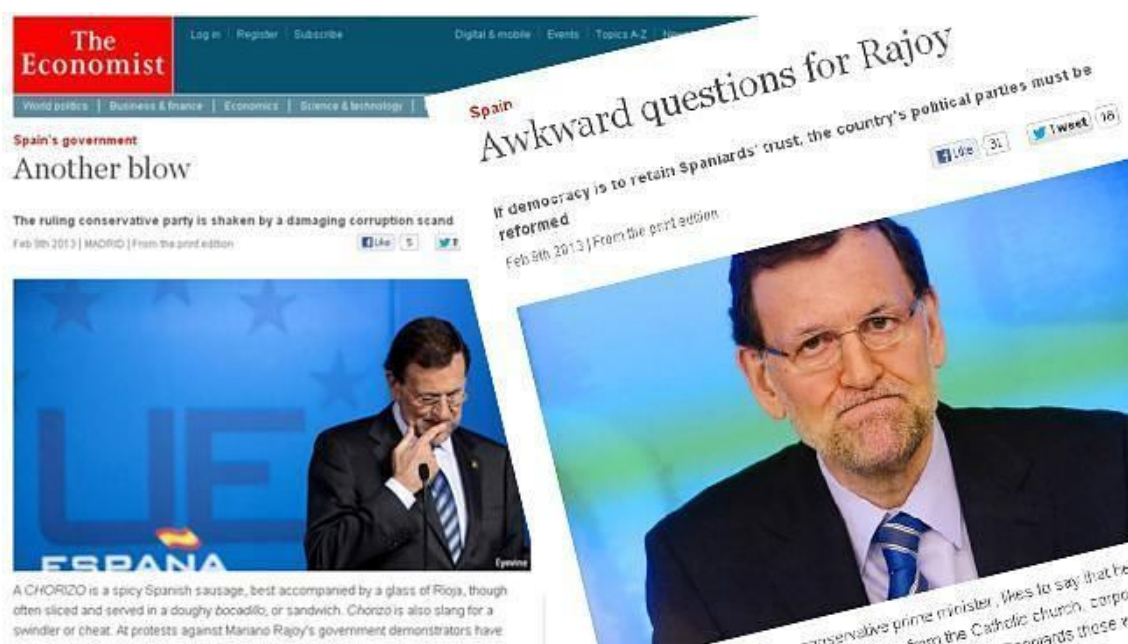 The
Economist
Log in Register Subscribe
Digital & mobile Events Topics A-Z
World politics Business & finance Economics Science & technology
Spain's government
Another blow
The ruling conservative party is shaken by a damaging corruption scand
Feb 9th 2013 | MADRID | From the print edition
Like 5
UE
ESPAÑA
Eyevine
A CHORIZO is a spicy Spanish sausage, best accompanied by a glass of Rioja, though
often sliced and served in a doughy bocadillo, or sandwich. Chorizo is also slang for a
swindler or cheat. At protests against Mariano Rajoy's government demonstrators have
Spain
Awkward questions for Rajoy
If democracy is to retain Spaniards' trust, the country's political parties must be
reformed
Feb 9th 2013 | From the print edition
Like 31 Tweet 18
prime minister, likes to say that he
from the Catholic church, corpo
those